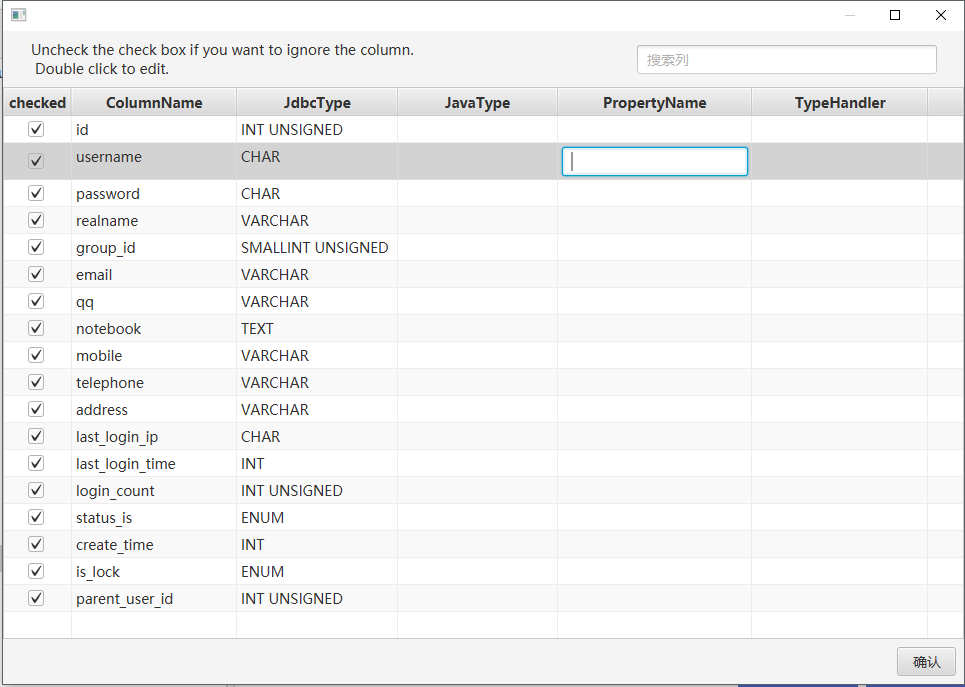 Uncheck the check box if you want to ignore the column.
Double click to edit.
搜索列
checked ColumnName JdbcType JavaType PropertyName TypeHandler
id INT UNSIGNED
username CHAR
password CHAR
realname VARCHAR
group_id SMALLINT UNSIGNED
email VARCHAR
qq VARCHAR
notebook TEXT
mobile VARCHAR
telephone VARCHAR
address VARCHAR
last_login_ip CHAR
last_login_time INT
login_count INT UNSIGNED
status_is ENUM
create_time INT
is_lock ENUM
parent_user_id INT UNSIGNED
确认